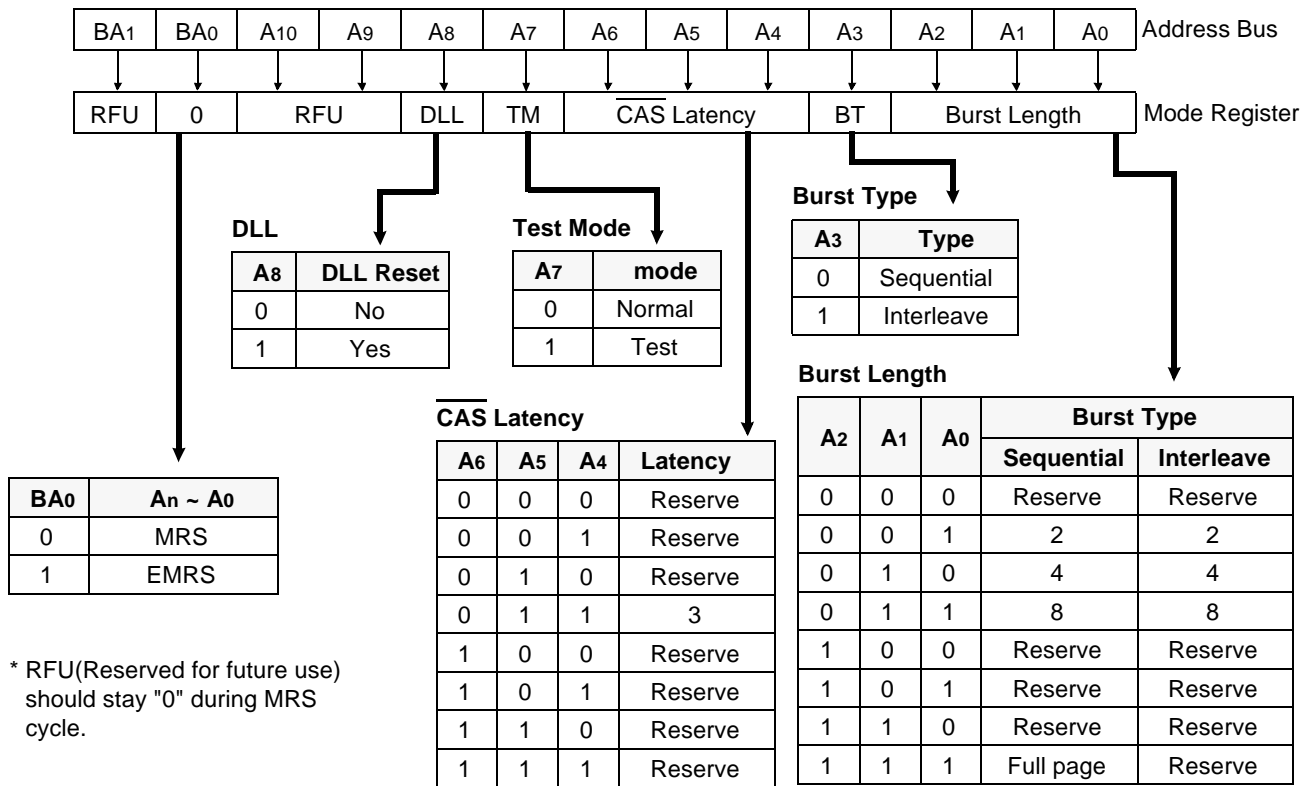 BA1 BA0 A10 A9 A8 A7 A6 A5 A4 A3 A2 A1 A0 Address Bus
RFU 0 RFU DLL TM CAS Latency BT Burst Length Mode Register
DLL
A8 DLL Reset
0 No
1 Yes
Test Mode
A7 mode
0 Normal
1 Test
Burst Type
A3 Type
0 Sequential
1 Interleave
BA0 An ~ A0
0 MRS
1 EMRS
* RFU(Reserved for future use)
should stay "0" during MRS
cycle.
CAS Latency
A6 A5 A4 Latency
0 0 0 Reserve
0 0 1 Reserve
0 1 0 Reserve
0 1 1 3
1 0 0 Reserve
1 0 1 Reserve
1 1 0 Reserve
1 1 1 Reserve
Burst Length
A2 A1 A0 Burst Type
Sequential Interleave
0 0 0 Reserve Reserve
0 0 1 2 2
0 1 0 4 4
0 1 1 8 8
1 0 0 Reserve Reserve
1 0 1 Reserve Reserve
1 1 0 Reserve Reserve
1 1 1 Full page Reserve